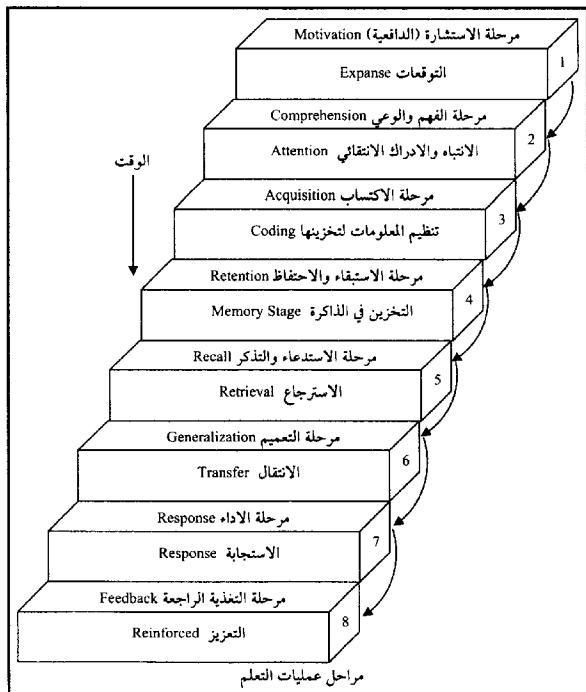 مرحلة الاستشارة (الدافعية) Motivation
التوقعات Expanse
1
مرحلة الفهم والوعي Comprehension
الانتباه والادراك الانتقائي Attention
2
الوقت
مرحلة الاكتساب Acquisition
تنظيم المعلومات لتخزينها Coding
3
مرحلة الاستبقاء والاحتفاظ Retention
التخزين في الذاكرة Memory Stage
4
مرحلة الاستدعاء والتذكر Recall
الاسترجاع Retrieval
5
مرحلة التعميم Generalization
الانتقال Transfer
6
مرحلة الاداء Response
الاستجابة Response
7
مرحلة التغذية الراجعة Feedback
التعزيز Reinforced
8
مراحل عمليات التعلم